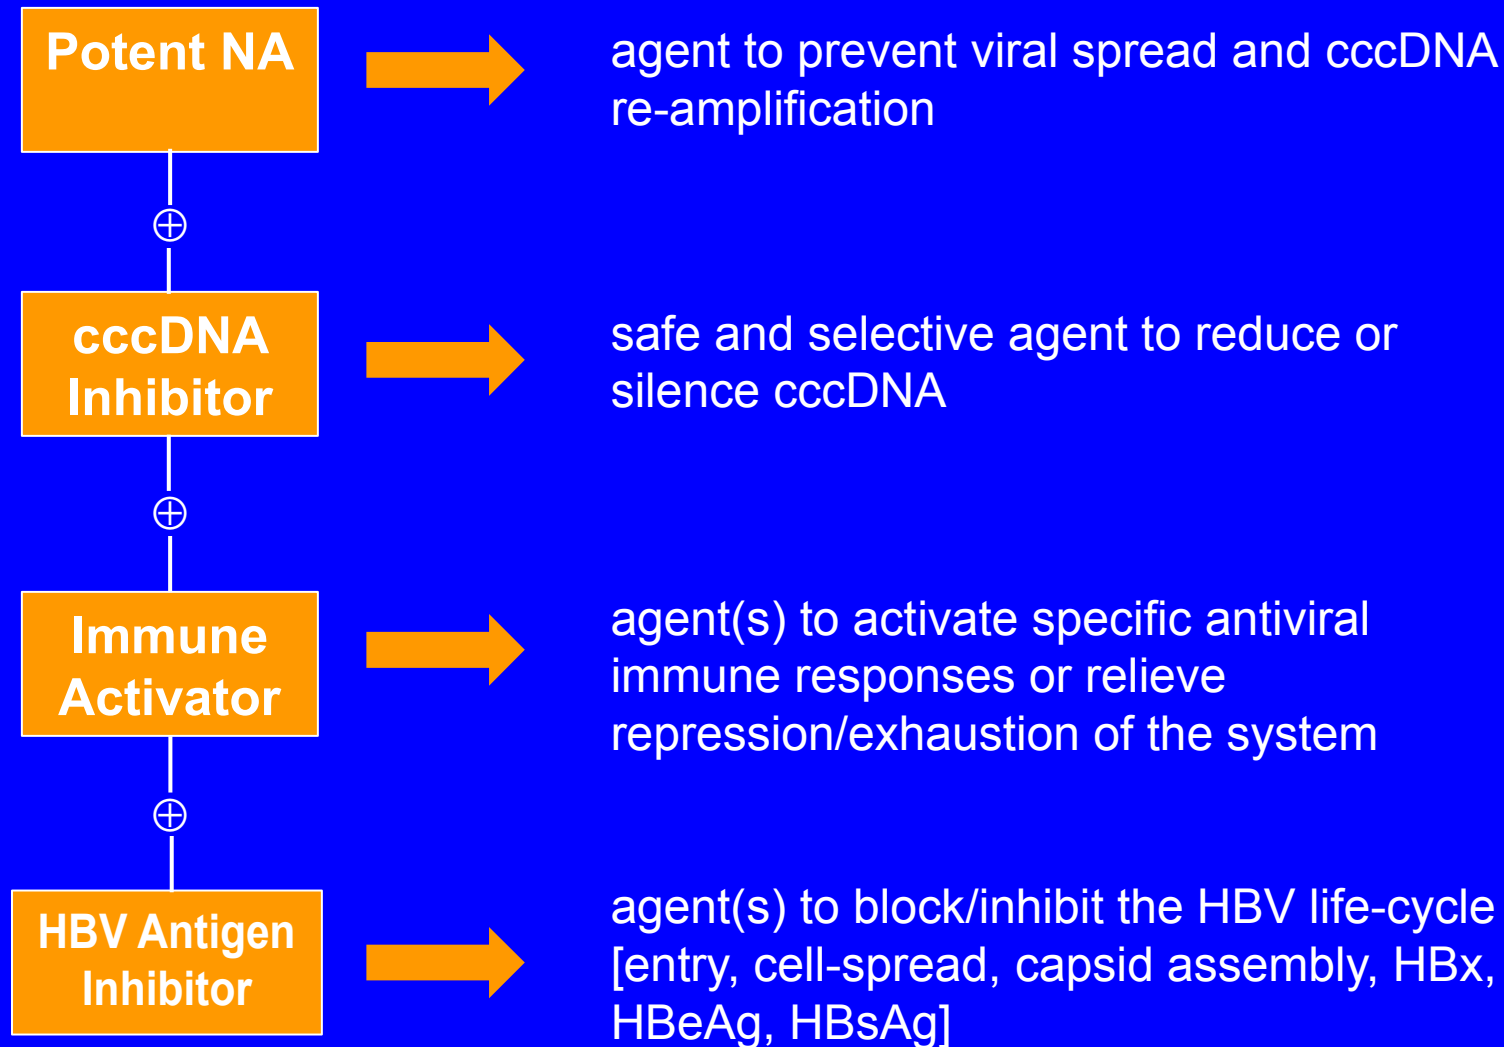 Potent NA
agent to prevent viral spread and cccDNA
re-amplification
⊕
cccDNA
Inhibitor
safe and selective agent to reduce or
silence cccDNA
⊕
Immune
Activator
agent(s) to activate specific antiviral
immune responses or relieve
repression/exhaustion of the system
⊕
HBV Antigen
Inhibitor
agent(s) to block/inhibit the HBV life-cycle
[entry, cell-spread, capsid assembly, HBx,
HBeAg, HBsAg]